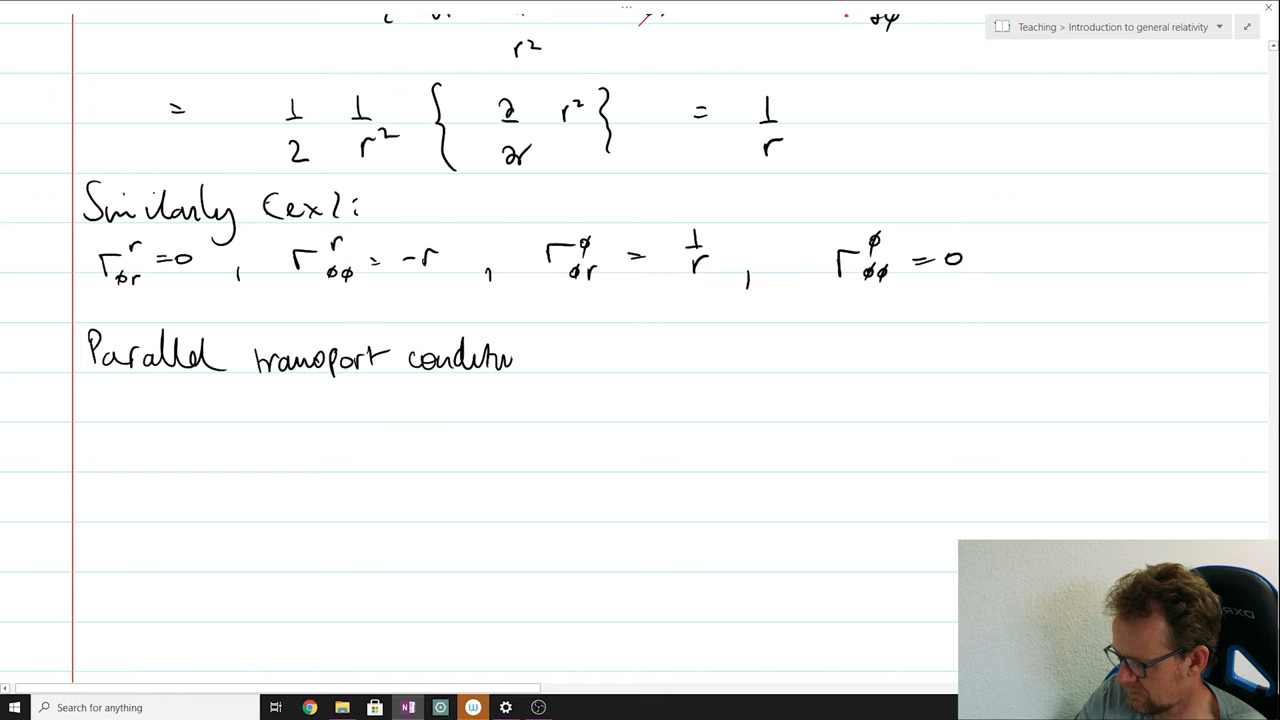 Teaching > Introduction to general relativity
r²
= 1/2 1/r² { ∂/∂r r² } = 1/r
Similarly (ex):
Γ^r_φr = 0 , Γ^r_φφ = -r , Γ^φ_φr = 1/r , Γ^φ_φφ = 0
Parallel transport condition
Search for anything
DXR